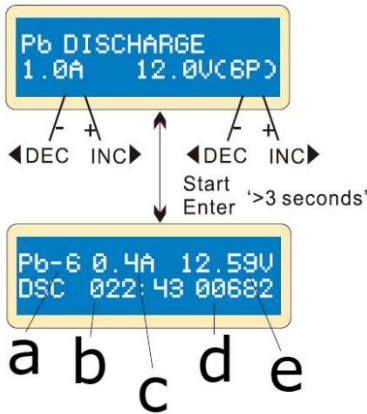 Pb DISCHARGE
1.0A 12.0V(6P)
- +
- +
◀DEC INC▶
◀DEC INC▶
Start
Enter '>3 seconds'
Pb-6 0.4A 12.59V
DSC 022:43 00682
a b c d e